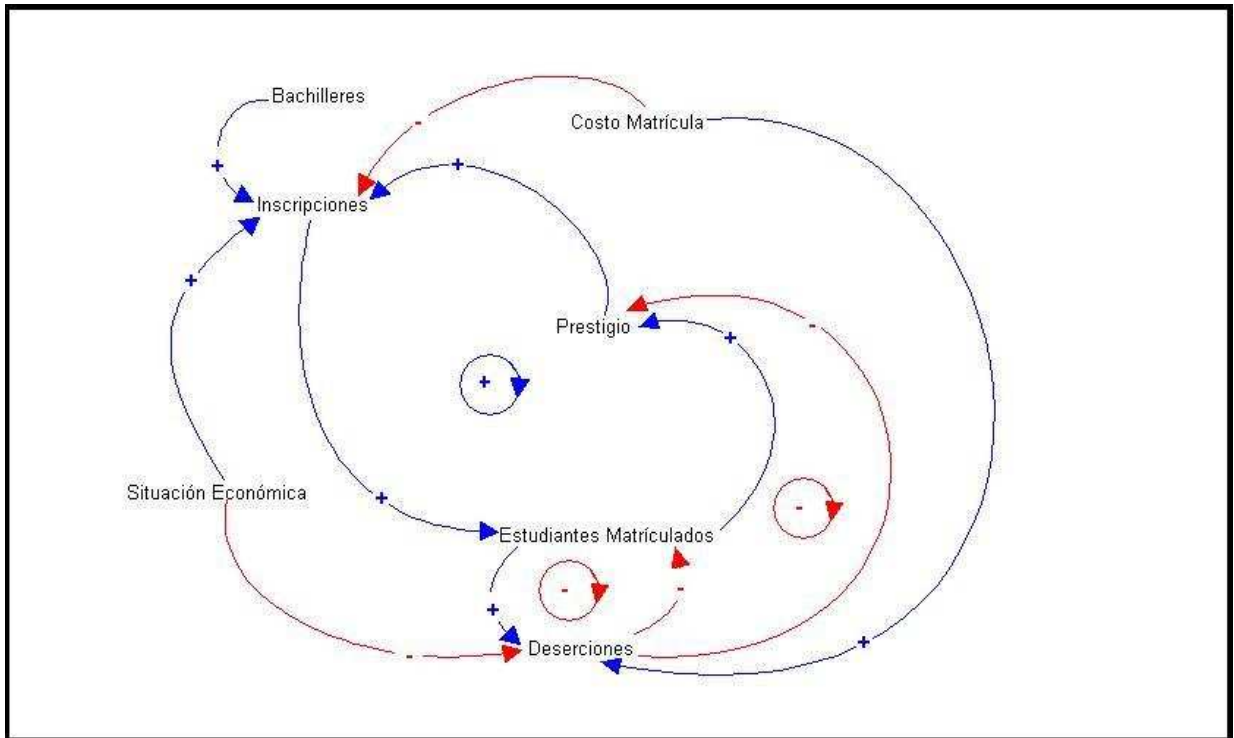 Bachilleres
Costo Matrícula
-
+
+
Inscripciones
+
Prestigio
-
+
+
Situación Económica
+
-
Estudiantes Matrículados
-
-
+
Deserciones
+
-